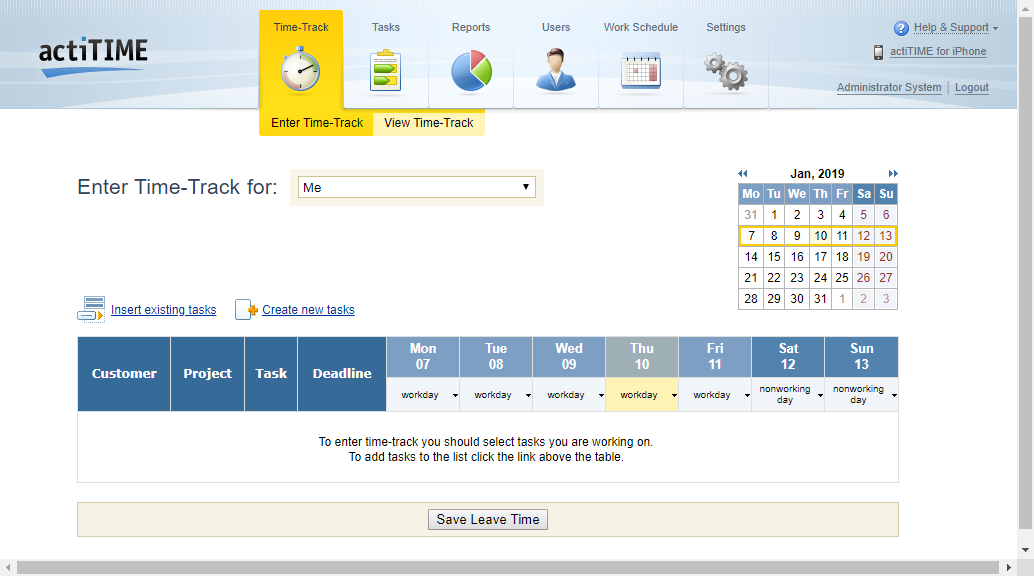 actiTIME
Time-Track Tasks Reports Users Work Schedule Settings
Help & Support
actiTIME for iPhone
Administrator System Logout
Enter Time-Track View Time-Track
Enter Time-Track for: Me
Jan, 2019
Mo Tu We Th Fr Sa Su
31 1 2 3 4 5 6
7 8 9 10 11 12 13
14 15 16 17 18 19 20
21 22 23 24 25 26 27
28 29 30 31 1 2 3
Insert existing tasks Create new tasks
Customer Project Task Deadline
Mon Tue Wed Thu Fri Sat Sun
07 08 09 10 11 12 13
workday workday workday workday workday nonworking day nonworking day
To enter time-track you should select tasks you are working on.
To add tasks to the list click the link above the table.
Save Leave Time